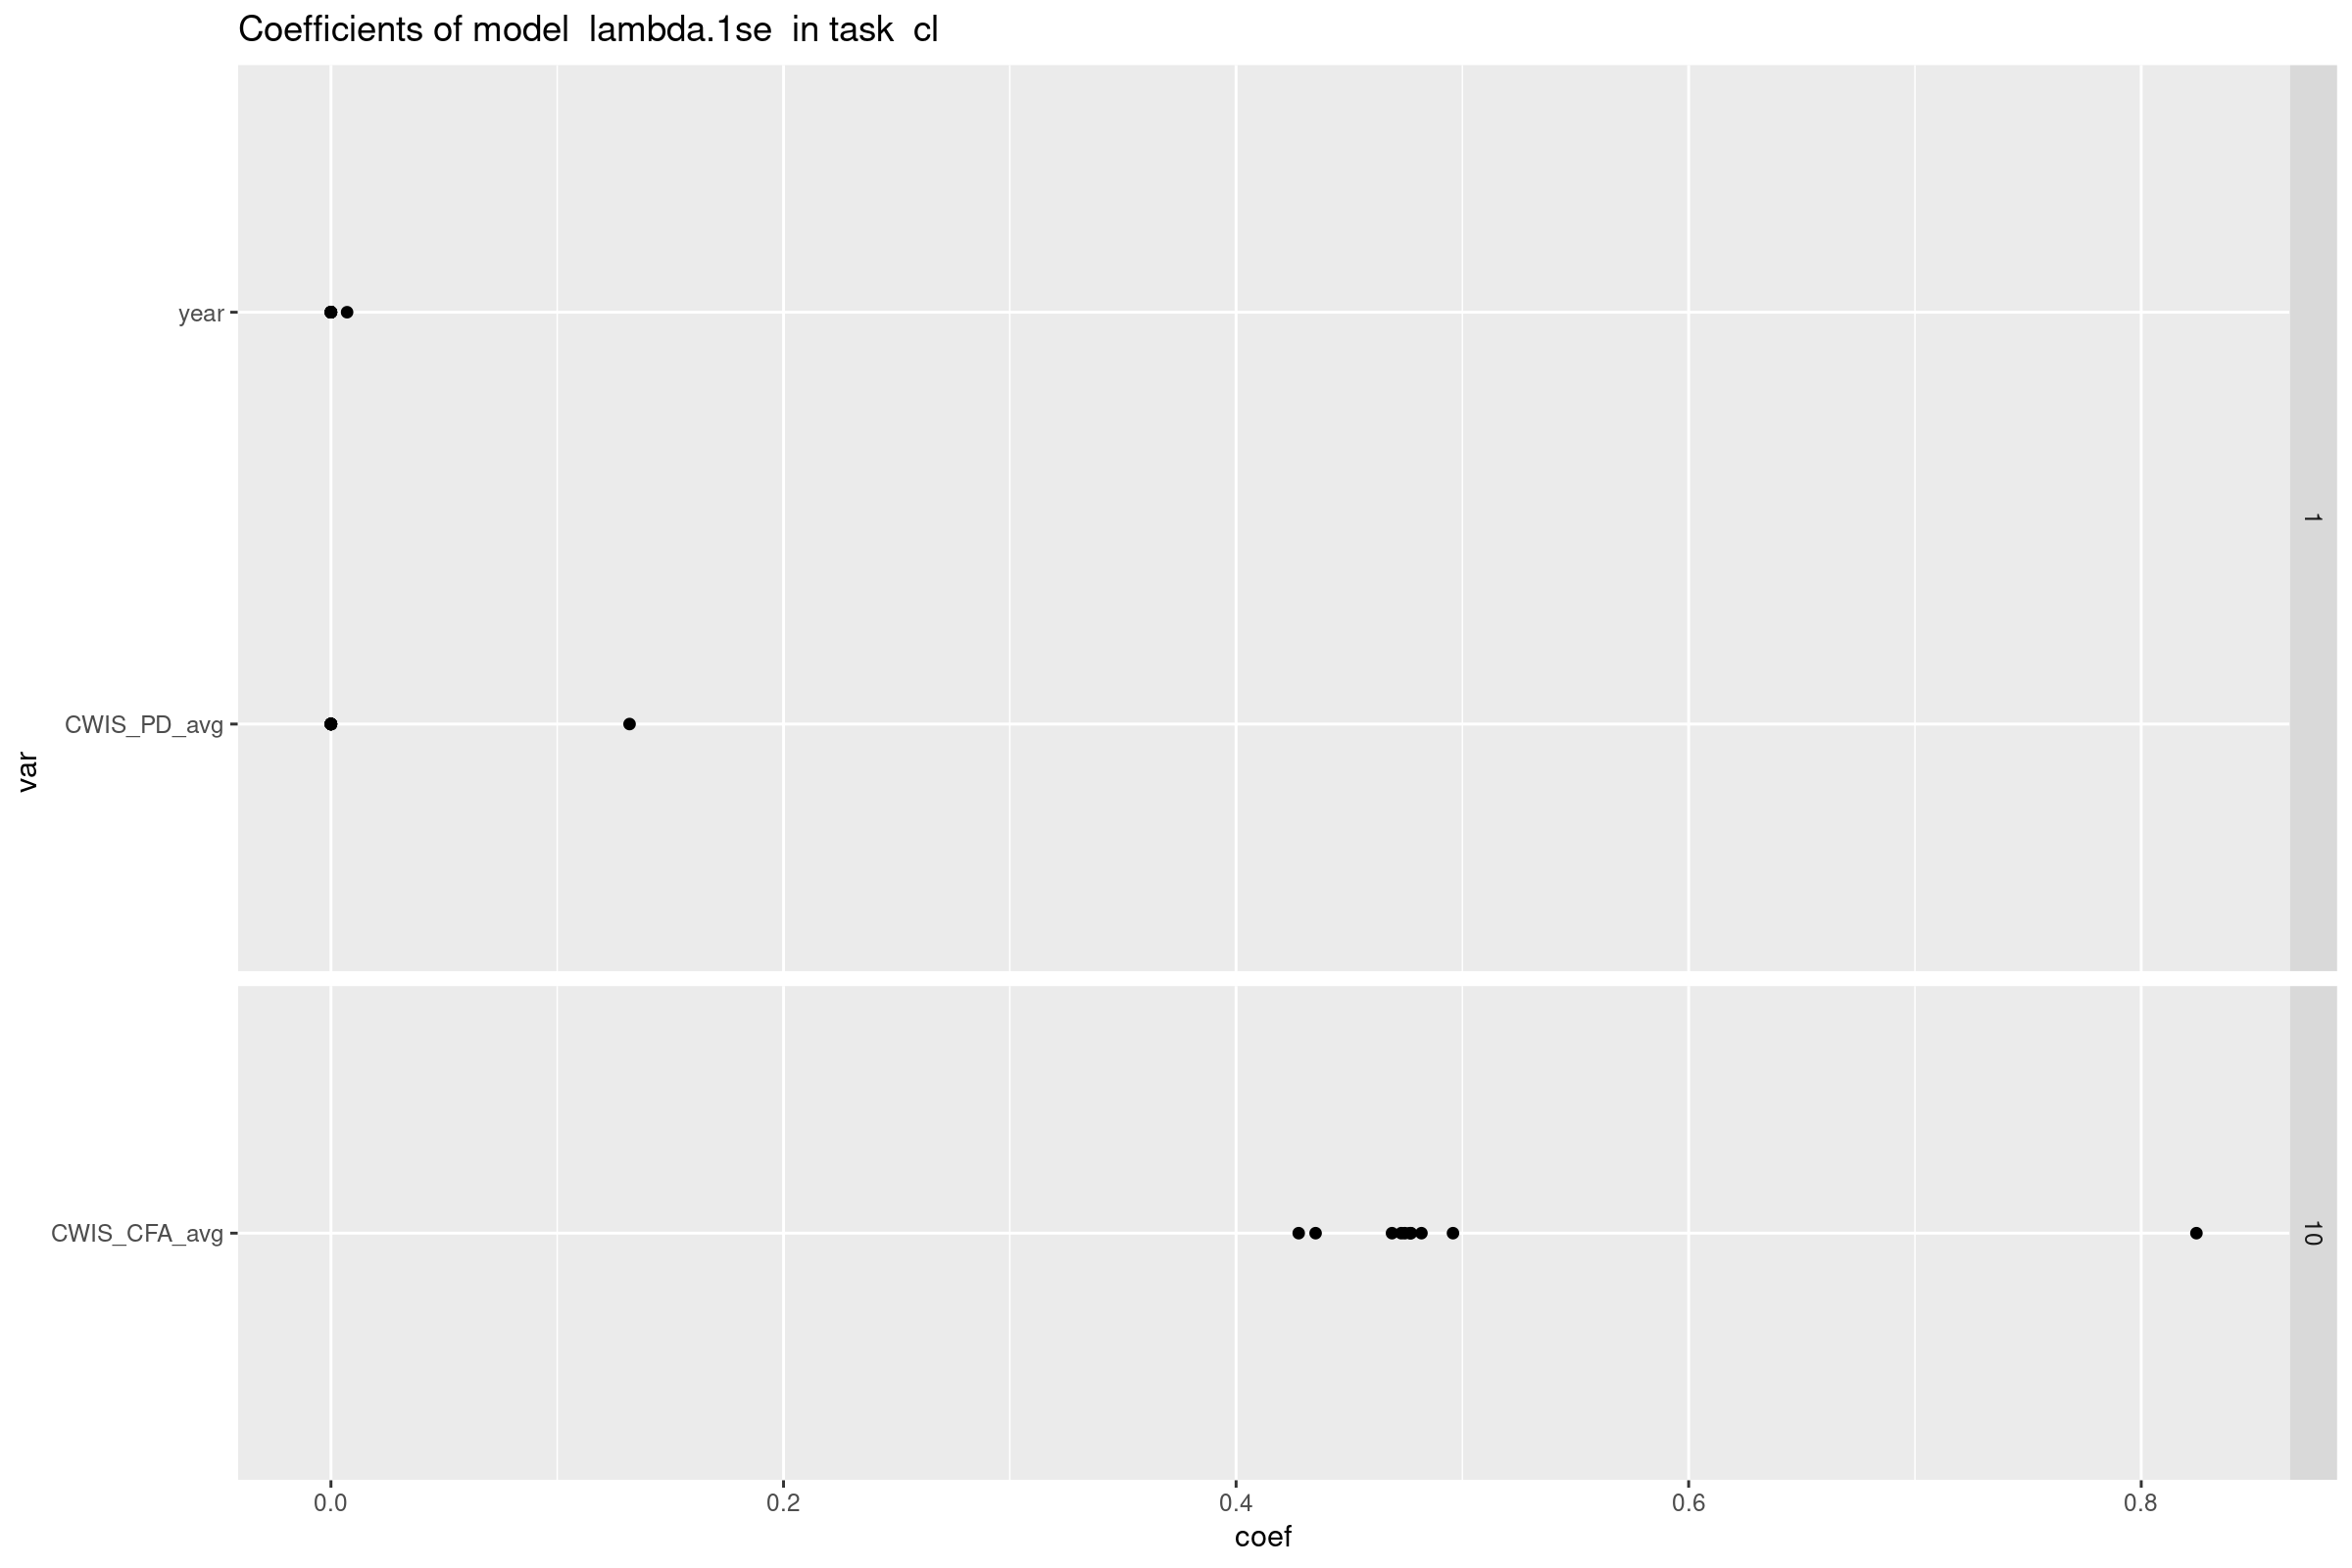 Coefficients of model  lambda.1se  in task  cl
year
1
CWIS_PD_avg
var
CWIS_CFA_avg
10
0.0 0.2 0.4 0.6 0.8
coef